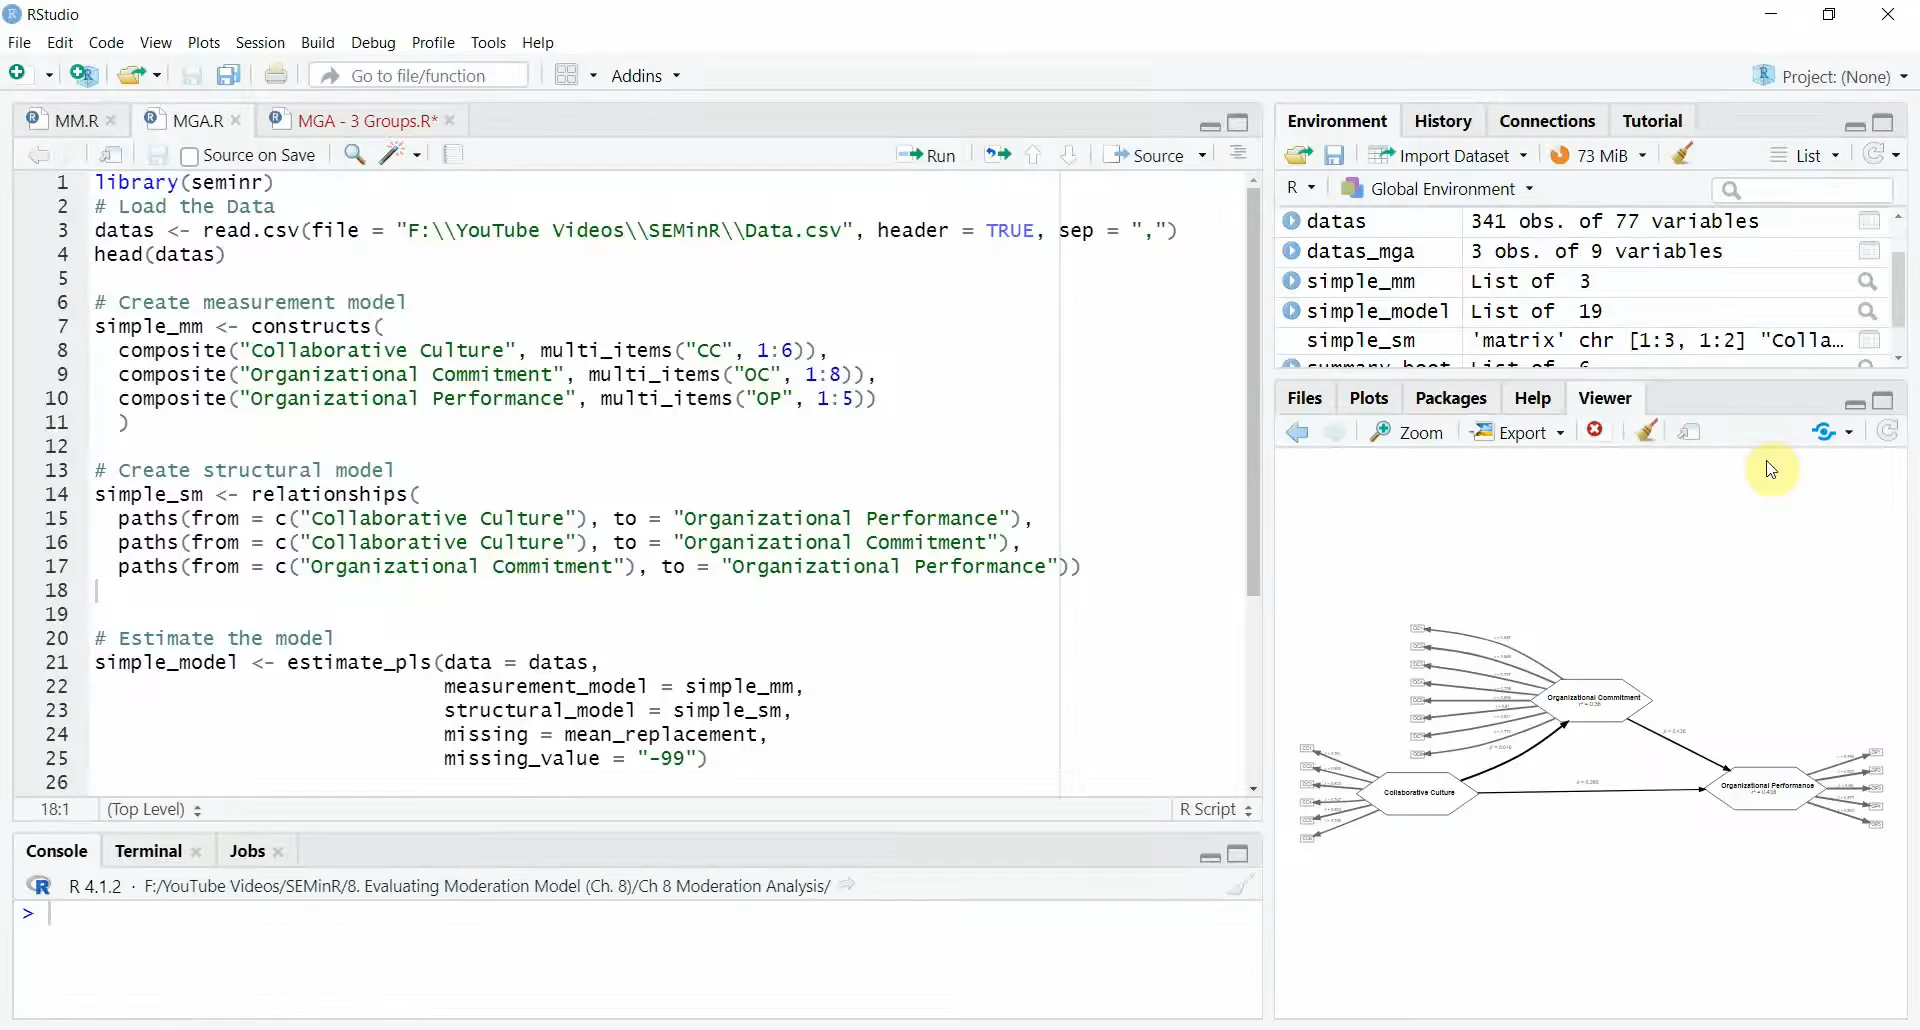 RStudio
File Edit Code View Plots Session Build Debug Profile Tools Help
Go to file/function Addins Project: (None)
MM.R MGA.R MGA - 3 Groups.R*
Source on Save Run Source
1 library(seminr)
2 # Load the Data
3 datas <- read.csv(file = "F:\\YouTube Videos\\SEMinR\\Data.csv", header = TRUE, sep = ",")
4 head(datas)
5
6 # Create measurement model
7 simple_mm <- constructs(
8 composite("Collaborative Culture", multi_items("CC", 1:6)),
9 composite("Organizational Commitment", multi_items("OC", 1:8)),
10 composite("Organizational Performance", multi_items("OP", 1:5))
11 )
12
13 # Create structural model
14 simple_sm <- relationships(
15 paths(from = c("Collaborative Culture"), to = "Organizational Performance"),
16 paths(from = c("Collaborative Culture"), to = "Organizational Commitment"),
17 paths(from = c("Organizational Commitment"), to = "Organizational Performance"))
18
19
20 # Estimate the model
21 simple_model <- estimate_pls(data = datas,
22 measurement_model = simple_mm,
23 structural_model = simple_sm,
24 missing = mean_replacement,
25 missing_value = "-99")
26
18:1 (Top Level) R Script
Console Terminal Jobs
R 4.1.2 · F:/YouTube Videos/SEMinR/8. Evaluating Moderation Model (Ch. 8)/Ch 8 Moderation Analysis/
>
Environment History Connections Tutorial
Import Dataset 73 MiB List
R Global Environment
datas 341 obs. of 77 variables
datas_mga 3 obs. of 9 variables
simple_mm List of 3
simple_model List of 19
simple_sm 'matrix' chr [1:3, 1:2] "Colla...
Files Plots Packages Help Viewer
Zoom Export
Organizational Commitment
Collaborative Culture
Organizational Performance